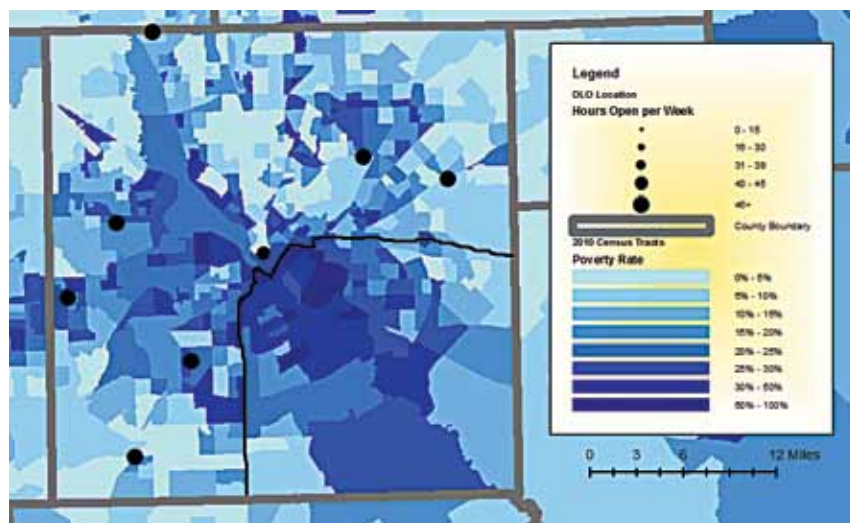 Legend
DLO Location
Hours Open per Week
0 - 15
16 - 30
31 - 39
40 - 45
46+
County Boundary
2010 Census Tracts
Poverty Rate
0% - 5%
5% - 10%
10% - 15%
15% - 20%
20% - 25%
25% - 30%
30% - 50%
50% - 100%
0 3 6 12 Miles